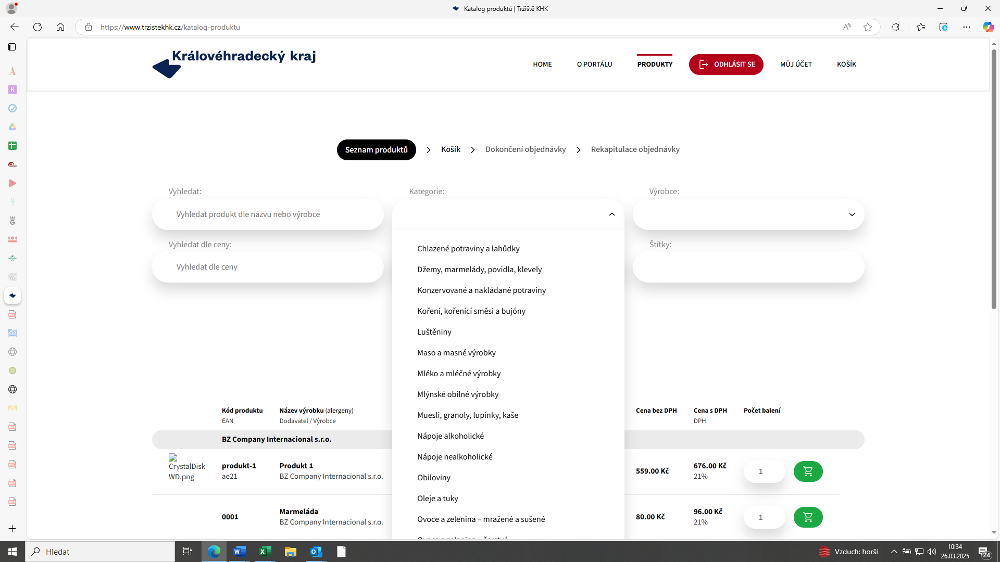 Katalog produktů | Tržiště KHK
https://www.trzistekhk.cz/katalog-produktu
Královéhradecký kraj
HOME
O PORTÁLU
PRODUKTY
ODHLÁSIT SE
MŮJ ÚČET
KOŠÍK
Seznam produktů
Košík
Dokončení objednávky
Rekapitulace objednávky
Vyhledat:
Kategorie:
Výrobce:
Vyhledat produkt dle názvu nebo výrobce
Vyhledat dle ceny:
Štítky:
Vyhledat dle ceny
Chlazené potraviny a lahůdky
Džemy, marmelády, povidla, klevely
Konzervované a nakládané potraviny
Koření, kořenící směsi a bujóny
Luštěniny
Maso a masné výrobky
Mléko a mléčné výrobky
Mlýnské obilné výrobky
Muesli, granoly, lupínky, kaše
Nápoje alkoholické
Nápoje nealkoholické
Obiloviny
Oleje a tuky
Ovoce a zelenina – mražené a sušené
Kód produktu
EAN
Název výrobku (alergeny)
Dodavatel / Výrobce
Cena bez DPH
Cena s DPH
DPH
Počet balení
BZ Company Internacional s.r.o.
CrystalDisk
WD.png
produkt-1
ae21
Produkt 1
BZ Company Internacional s.r.o.
559.00 Kč
676.00 Kč
21%
1
0001
Marmeláda
BZ Company Internacional s.r.o.
80.00 Kč
96.00 Kč
21%
1
Hledat
Vzduch: horší
10:34
26.03.2025
24